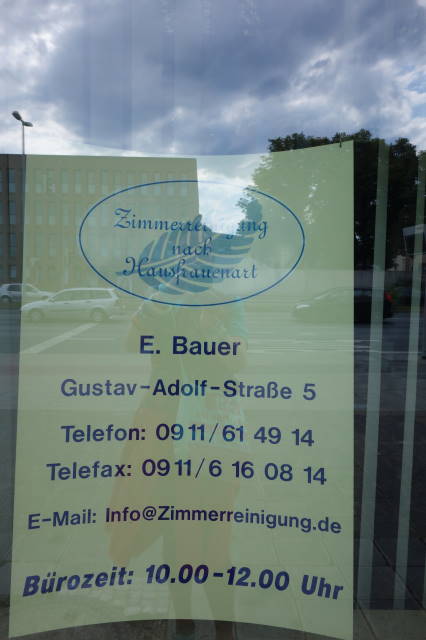 Zimmerreinigung
nach
Hausfrauenart
E. Bauer
Gustav-Adolf-Straße 5
Telefon: 09 11/61 49 14
Telefax: 09 11/6 16 08 14
E-Mail: Info@Zimmerreinigung.de
Bürozeit: 10.00-12.00 Uhr